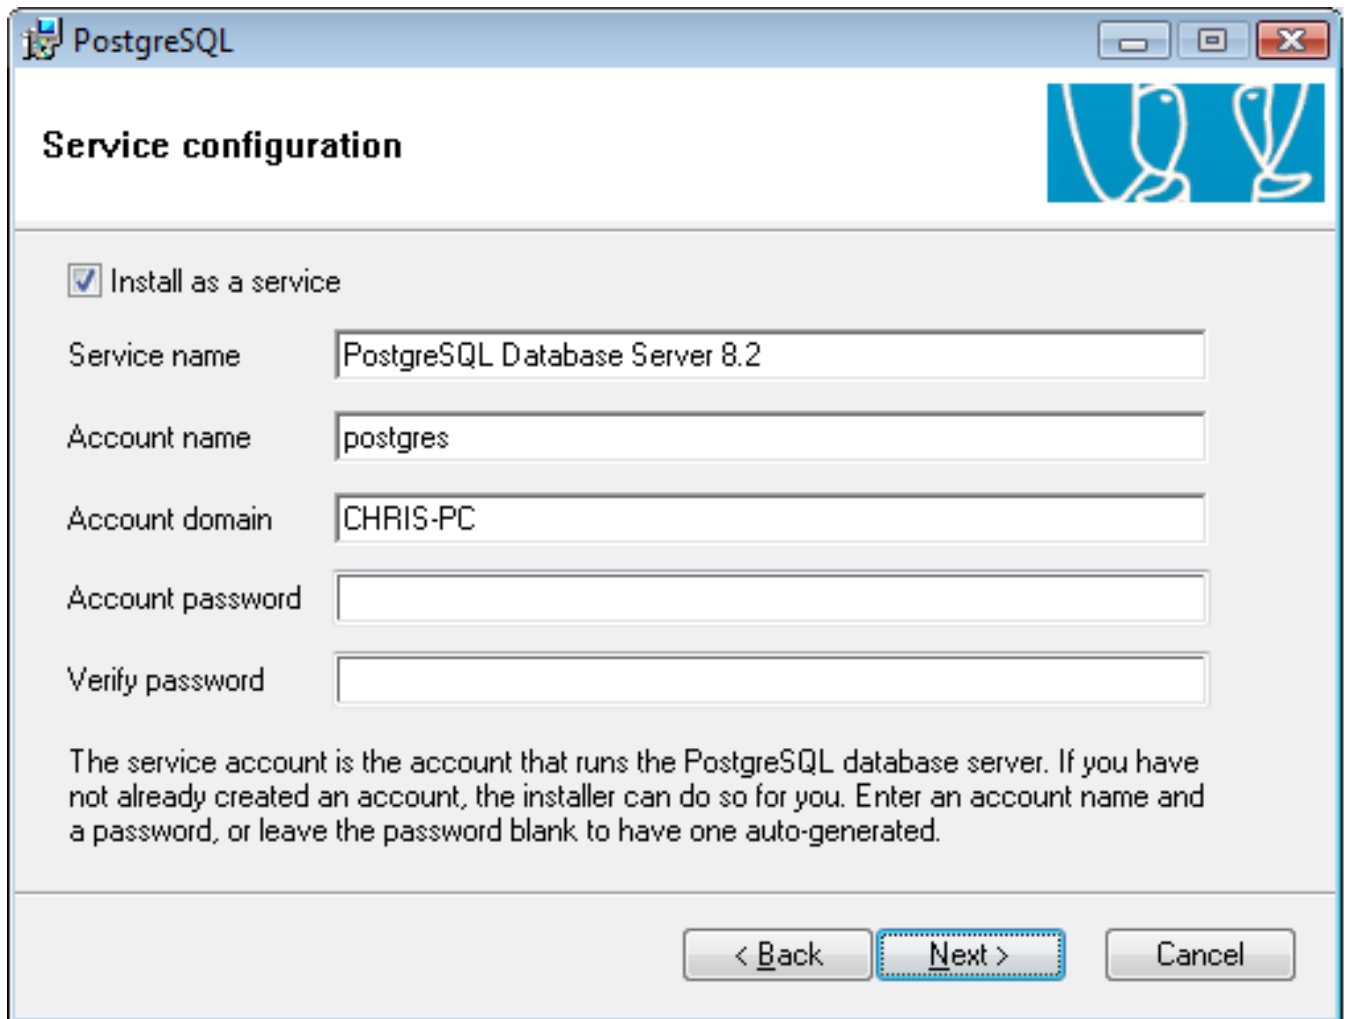 PostgreSQL
Service configuration
Install as a service
Service name
PostgreSQL Database Server 8.2
Account name
postgres
Account domain
CHRIS-PC
Account password
Verify password
The service account is the account that runs the PostgreSQL database server. If you have
not already created an account, the installer can do so for you. Enter an account name and
a password, or leave the password blank to have one auto-generated.
< Back
Next >
Cancel